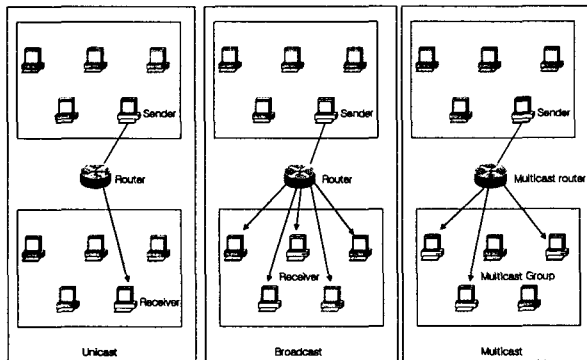 Sender
Router
Receiver
Unicast
Sender
Router
Receiver
Broadcast
Sender
Multicast router
Multicast Group
Multicast